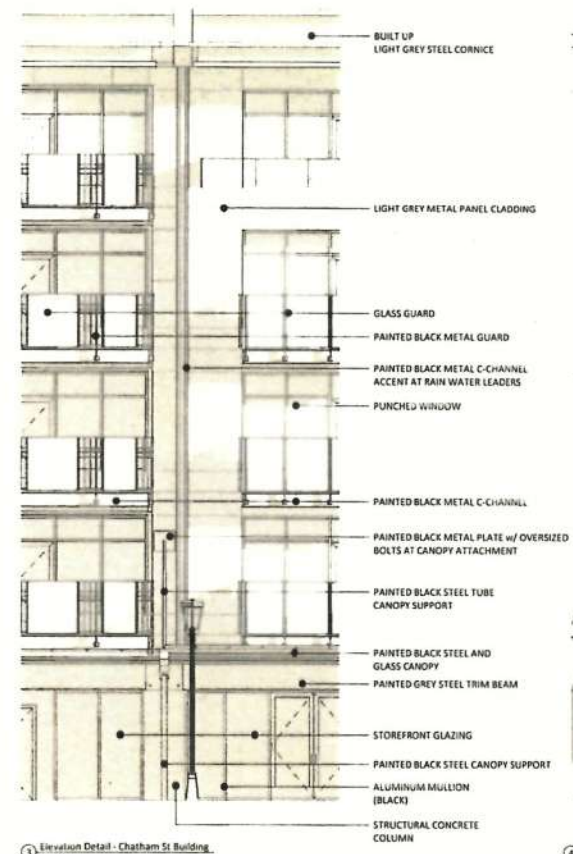 BUILT UP
LIGHT GREY STEEL CORNICE
LIGHT GREY METAL PANEL CLADDING
GLASS GUARD
PAINTED BLACK METAL GUARD
PAINTED BLACK METAL C-CHANNEL
ACCENT AT RAIN WATER LEADERS
PUNCHED WINDOW
PAINTED BLACK METAL C-CHANNEL
PAINTED BLACK METAL PLATE w/ OVERSIZED
BOLTS AT CANOPY ATTACHMENT
PAINTED BLACK STEEL TUBE
CANOPY SUPPORT
PAINTED BLACK STEEL AND
GLASS CANOPY
PAINTED GREY STEEL TRIM BEAM
STOREFRONT GLAZING
PAINTED BLACK STEEL CANOPY SUPPORT
ALUMINUM MULLION
(BLACK)
STRUCTURAL CONCRETE
COLUMN
3 Elevation Detail - Chatham St Building